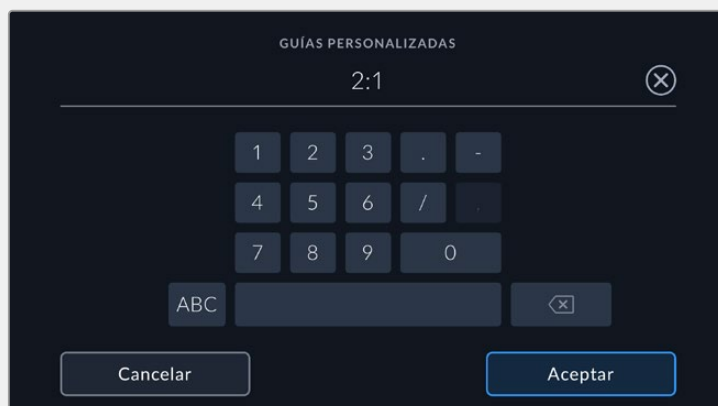 GUÍAS PERSONALIZADAS
2:1
1 2 3 . -
4 5 6 / ,
7 8 9 0
ABC
Cancelar Aceptar